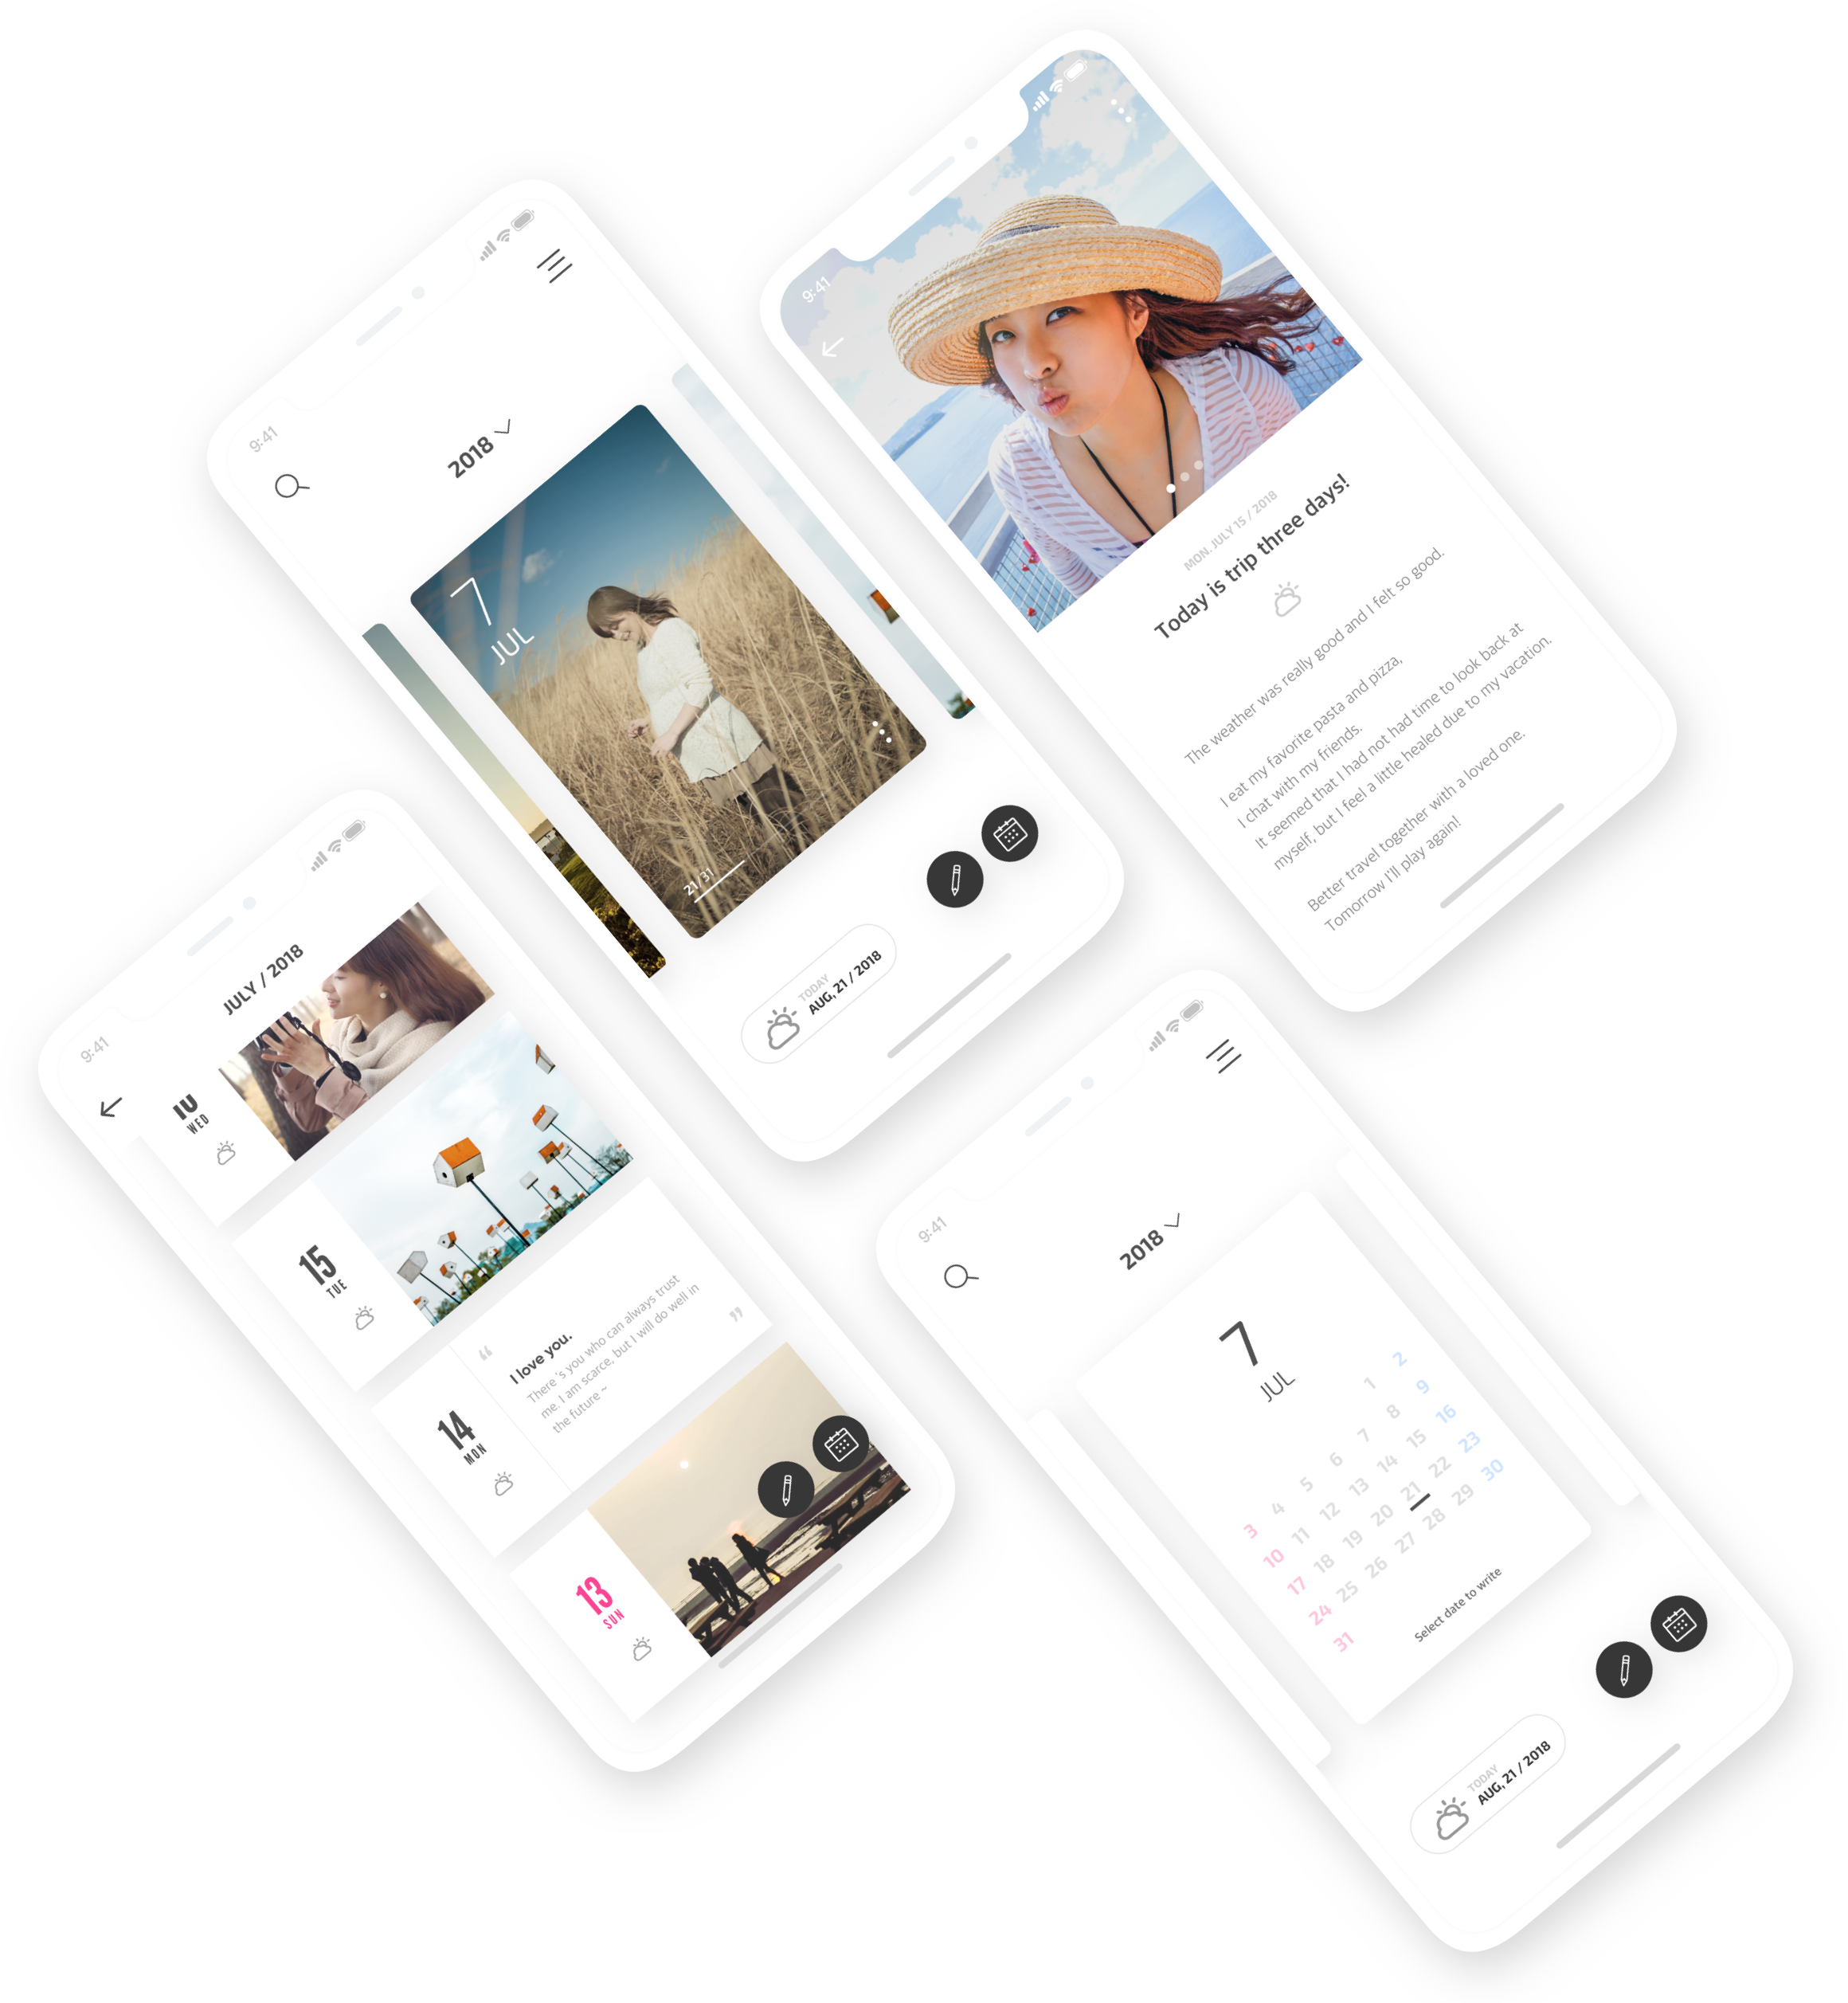 9:41
2018
7
JUL
21/31
TODAY
AUG, 21 / 2018
9:41
MON. JULY 15 / 2018
Today is trip three days!
The weather was really good and I felt so good.
I eat my favorite pasta and pizza,
I chat with my friends.
It seemed that I had not had time to look back at
myself, but I feel a little healed due to my vacation.
Better travel together with a loved one.
Tomorrow I'll play again!
9:41
JULY / 2018
WED
15
TUE
14
MON
“
I love you.
There 's you who can always trust
me. I am scarce, but I will do well in
the future ~
”
13
SUN
9:41
2018
7
JUL
1 2
3 4 5 6 7 8 9
10 11 12 13 14 15 16
17 18 19 20 21 22 23
24 25 26 27 28 29 30
31
Select date to write
TODAY
AUG, 21 / 2018